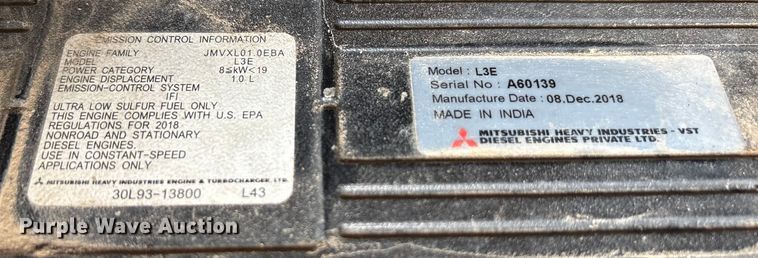 EMISSION CONTROL INFORMATION
ENGINE FAMILY JMVXL01.0EBA
MODEL L3E
POWER CATEGORY 8≤kW<19
ENGINE DISPLACEMENT 1.0 L
EMISSION-CONTROL SYSTEM
IFI
ULTRA LOW SULFUR FUEL ONLY
THIS ENGINE COMPLIES WITH U.S. EPA
REGULATIONS FOR 2018
NONROAD AND STATIONARY
DIESEL ENGINES.
USE IN CONSTANT-SPEED
APPLICATIONS ONLY
MITSUBISHI HEAVY INDUSTRIES ENGINE & TURBOCHARGER, LTD.
30L93-13800 L43
Model : L3E
Serial No : A60139
Manufacture Date : 08.Dec.2018
MADE IN INDIA
MITSUBISHI HEAVY INDUSTRIES - VST
DIESEL ENGINES PRIVATE LTD.
Purple Wave Auction